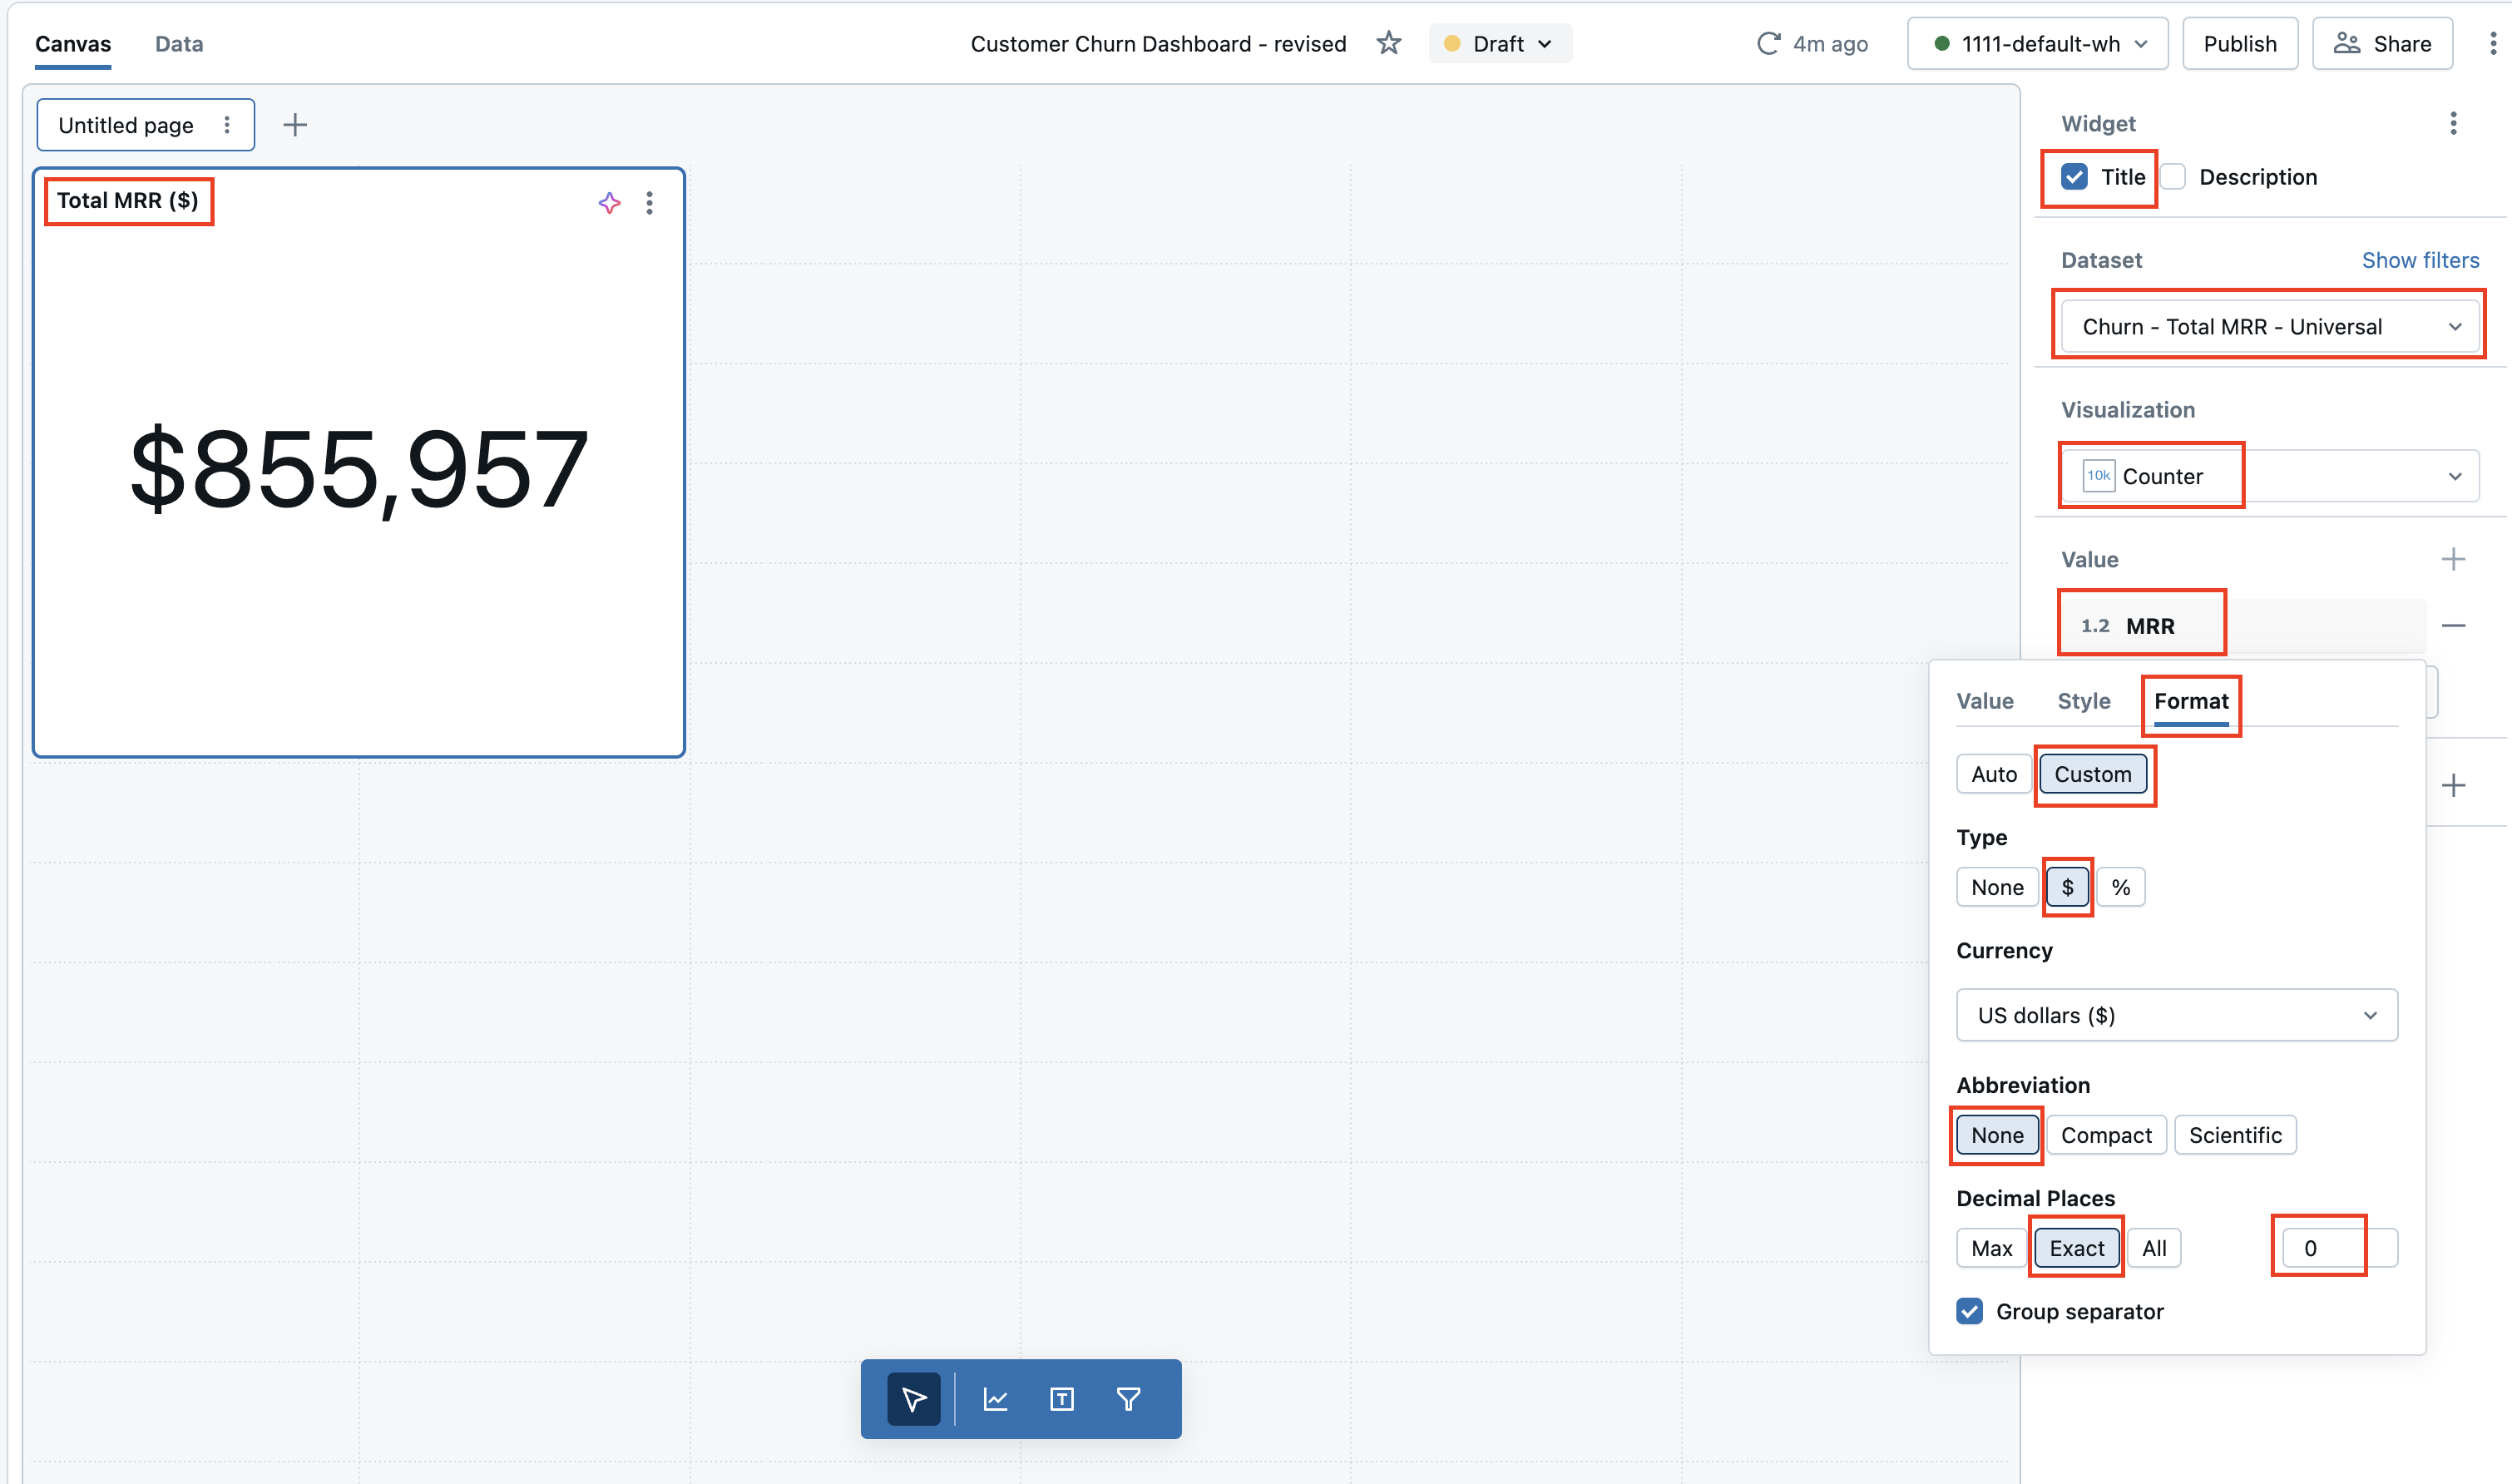 Canvas Data Customer Churn Dashboard - revised Draft 4m ago 1111-default-wh Publish Share
Untitled page
Total MRR ($)
$855,957
Widget
Title Description
Dataset Show filters
Churn - Total MRR - Universal
Visualization
10k Counter
Value
1.2 MRR
Value Style Format
Auto Custom
Type
None $ %
Currency
US dollars ($)
Abbreviation
None Compact Scientific
Decimal Places
Max Exact All 0
Group separator
T